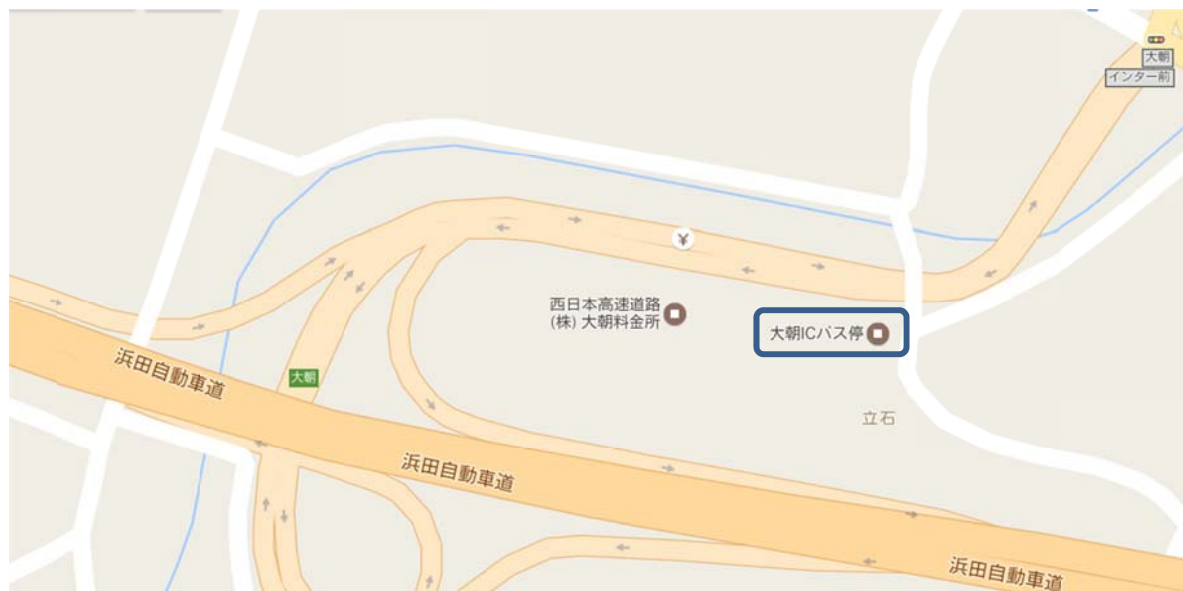 大朝
インター前
¥
西日本高速道路
(株) 大朝料金所
大朝ICバス停
浜田自動車道
大朝
立石
浜田自動車道
浜田自動車道